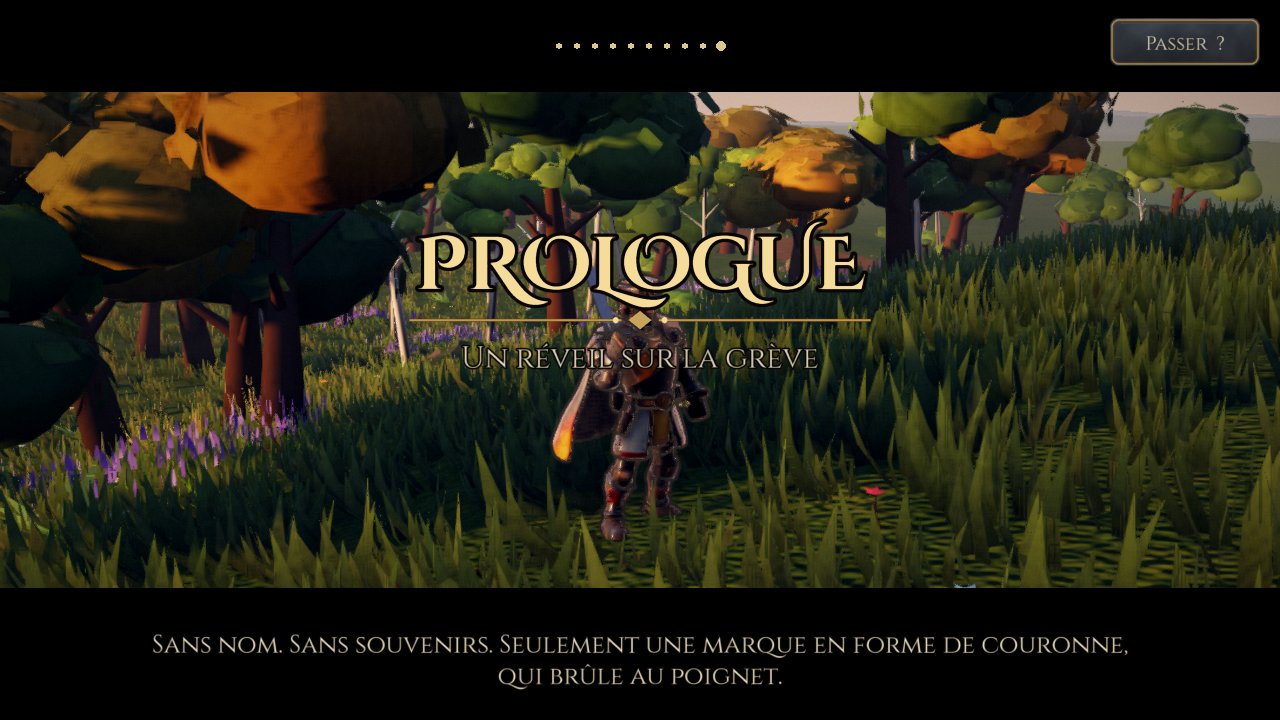 Passer ?
PROLOGUE
Un réveil sur la grève
Sans nom. Sans souvenirs. Seulement une marque en forme de couronne,
qui brûle au poignet.